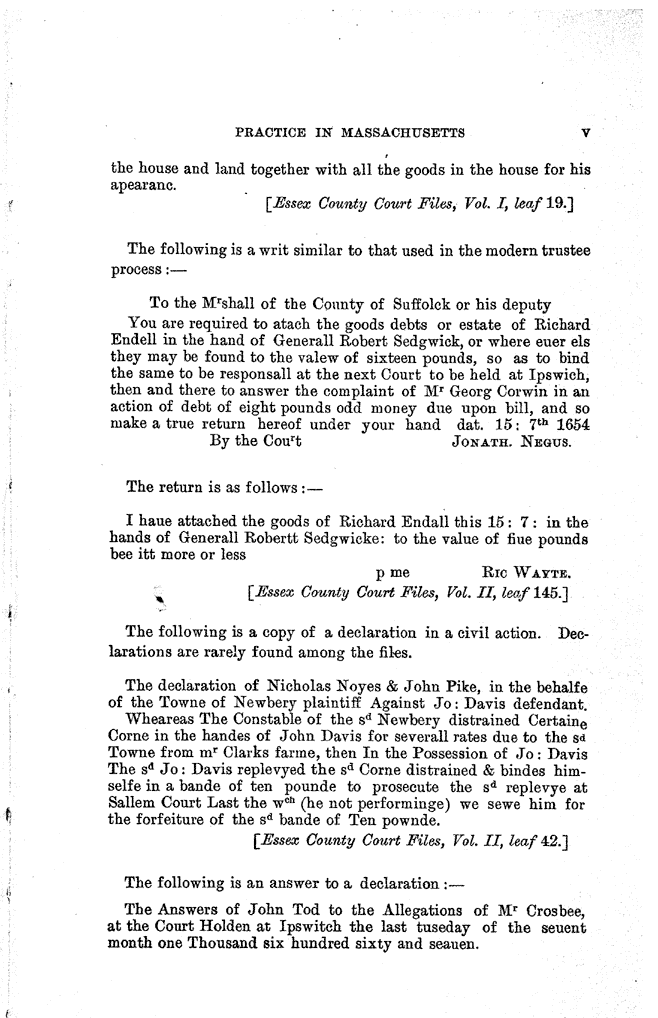 PRACTICE IN MASSACHUSETTS V
the house and land together with all the goods in the house for his
apearanc.
[Essex County Court Files, Vol. I, leaf 19.]
The following is a writ similar to that used in the modern trustee
process :—
To the Mʳshall of the County of Suffolck or his deputy
You are required to atach the goods debts or estate of Richard
Endell in the hand of Generall Robert Sedgwick, or where euer els
they may be found to the valew of sixteen pounds, so as to bind
the same to be responsall at the next Court to be held at Ipswich,
then and there to answer the complaint of Mʳ Georg Corwin in an
action of debt of eight pounds odd money due upon bill, and so
make a true return hereof under your hand dat. 15: 7ᵗʰ 1654
By the Couʳt JONATH. NEGUS.
The return is as follows :—
I haue attached the goods of Richard Endall this 15: 7: in the
hands of Generall Robertt Sedgwicke: to the value of fiue pounds
bee itt more or less
p me RIC WAYTE.
[Essex County Court Files, Vol. II, leaf 145.]
The following is a copy of a declaration in a civil action. Dec-
larations are rarely found among the files.
The declaration of Nicholas Noyes & John Pike, in the behalfe
of the Towne of Newbery plaintiff Against Jo: Davis defendant.
Wheareas The Constable of the sᵈ Newbery distrained Certaine
Corne in the handes of John Davis for severall rates due to the sᵈ
Towne from mʳ Clarks farme, then In the Possession of Jo: Davis
The sᵈ Jo: Davis replevyed the sᵈ Corne distrained & bindes him-
selfe in a bande of ten pounde to prosecute the sᵈ replevye at
Sallem Court Last the wᶜʰ (he not performinge) we sewe him for
the forfeiture of the sᵈ bande of Ten pownde.
[Essex County Court Files, Vol. II, leaf 42.]
The following is an answer to a declaration :—
The Answers of John Tod to the Allegations of Mʳ Crosbee,
at the Court Holden at Ipswitch the last tuseday of the seuent
month one Thousand six hundred sixty and seauen.